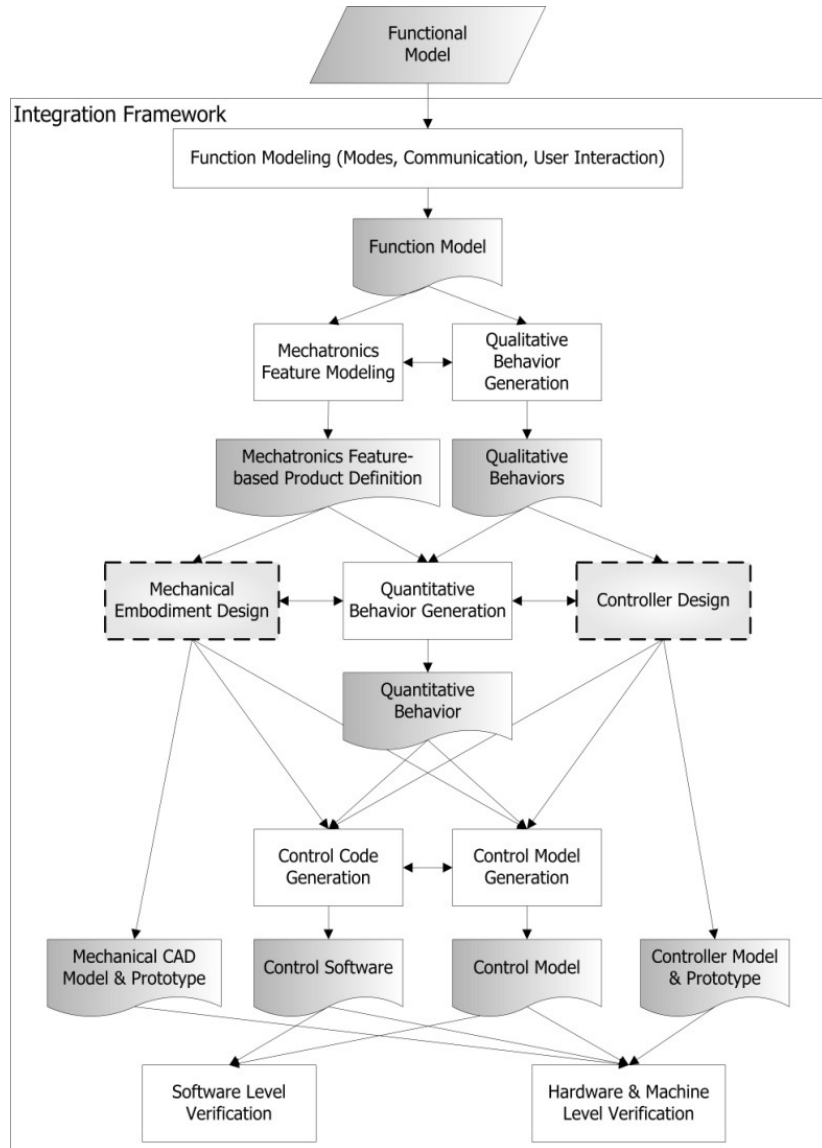 Functional
Model
Integration Framework
Function Modeling (Modes, Communication, User Interaction)
Function Model
Mechatronics
Feature Modeling
Qualitative
Behavior
Generation
Mechatronics Feature-
based Product Definition
Qualitative
Behaviors
Mechanical
Embodiment Design
Quantitative
Behavior Generation
Controller Design
Quantitative
Behavior
Control Code
Generation
Control Model
Generation
Mechanical CAD
Model & Prototype
Control Software
Control Model
Controller Model
& Prototype
Software Level
Verification
Hardware & Machine
Level Verification